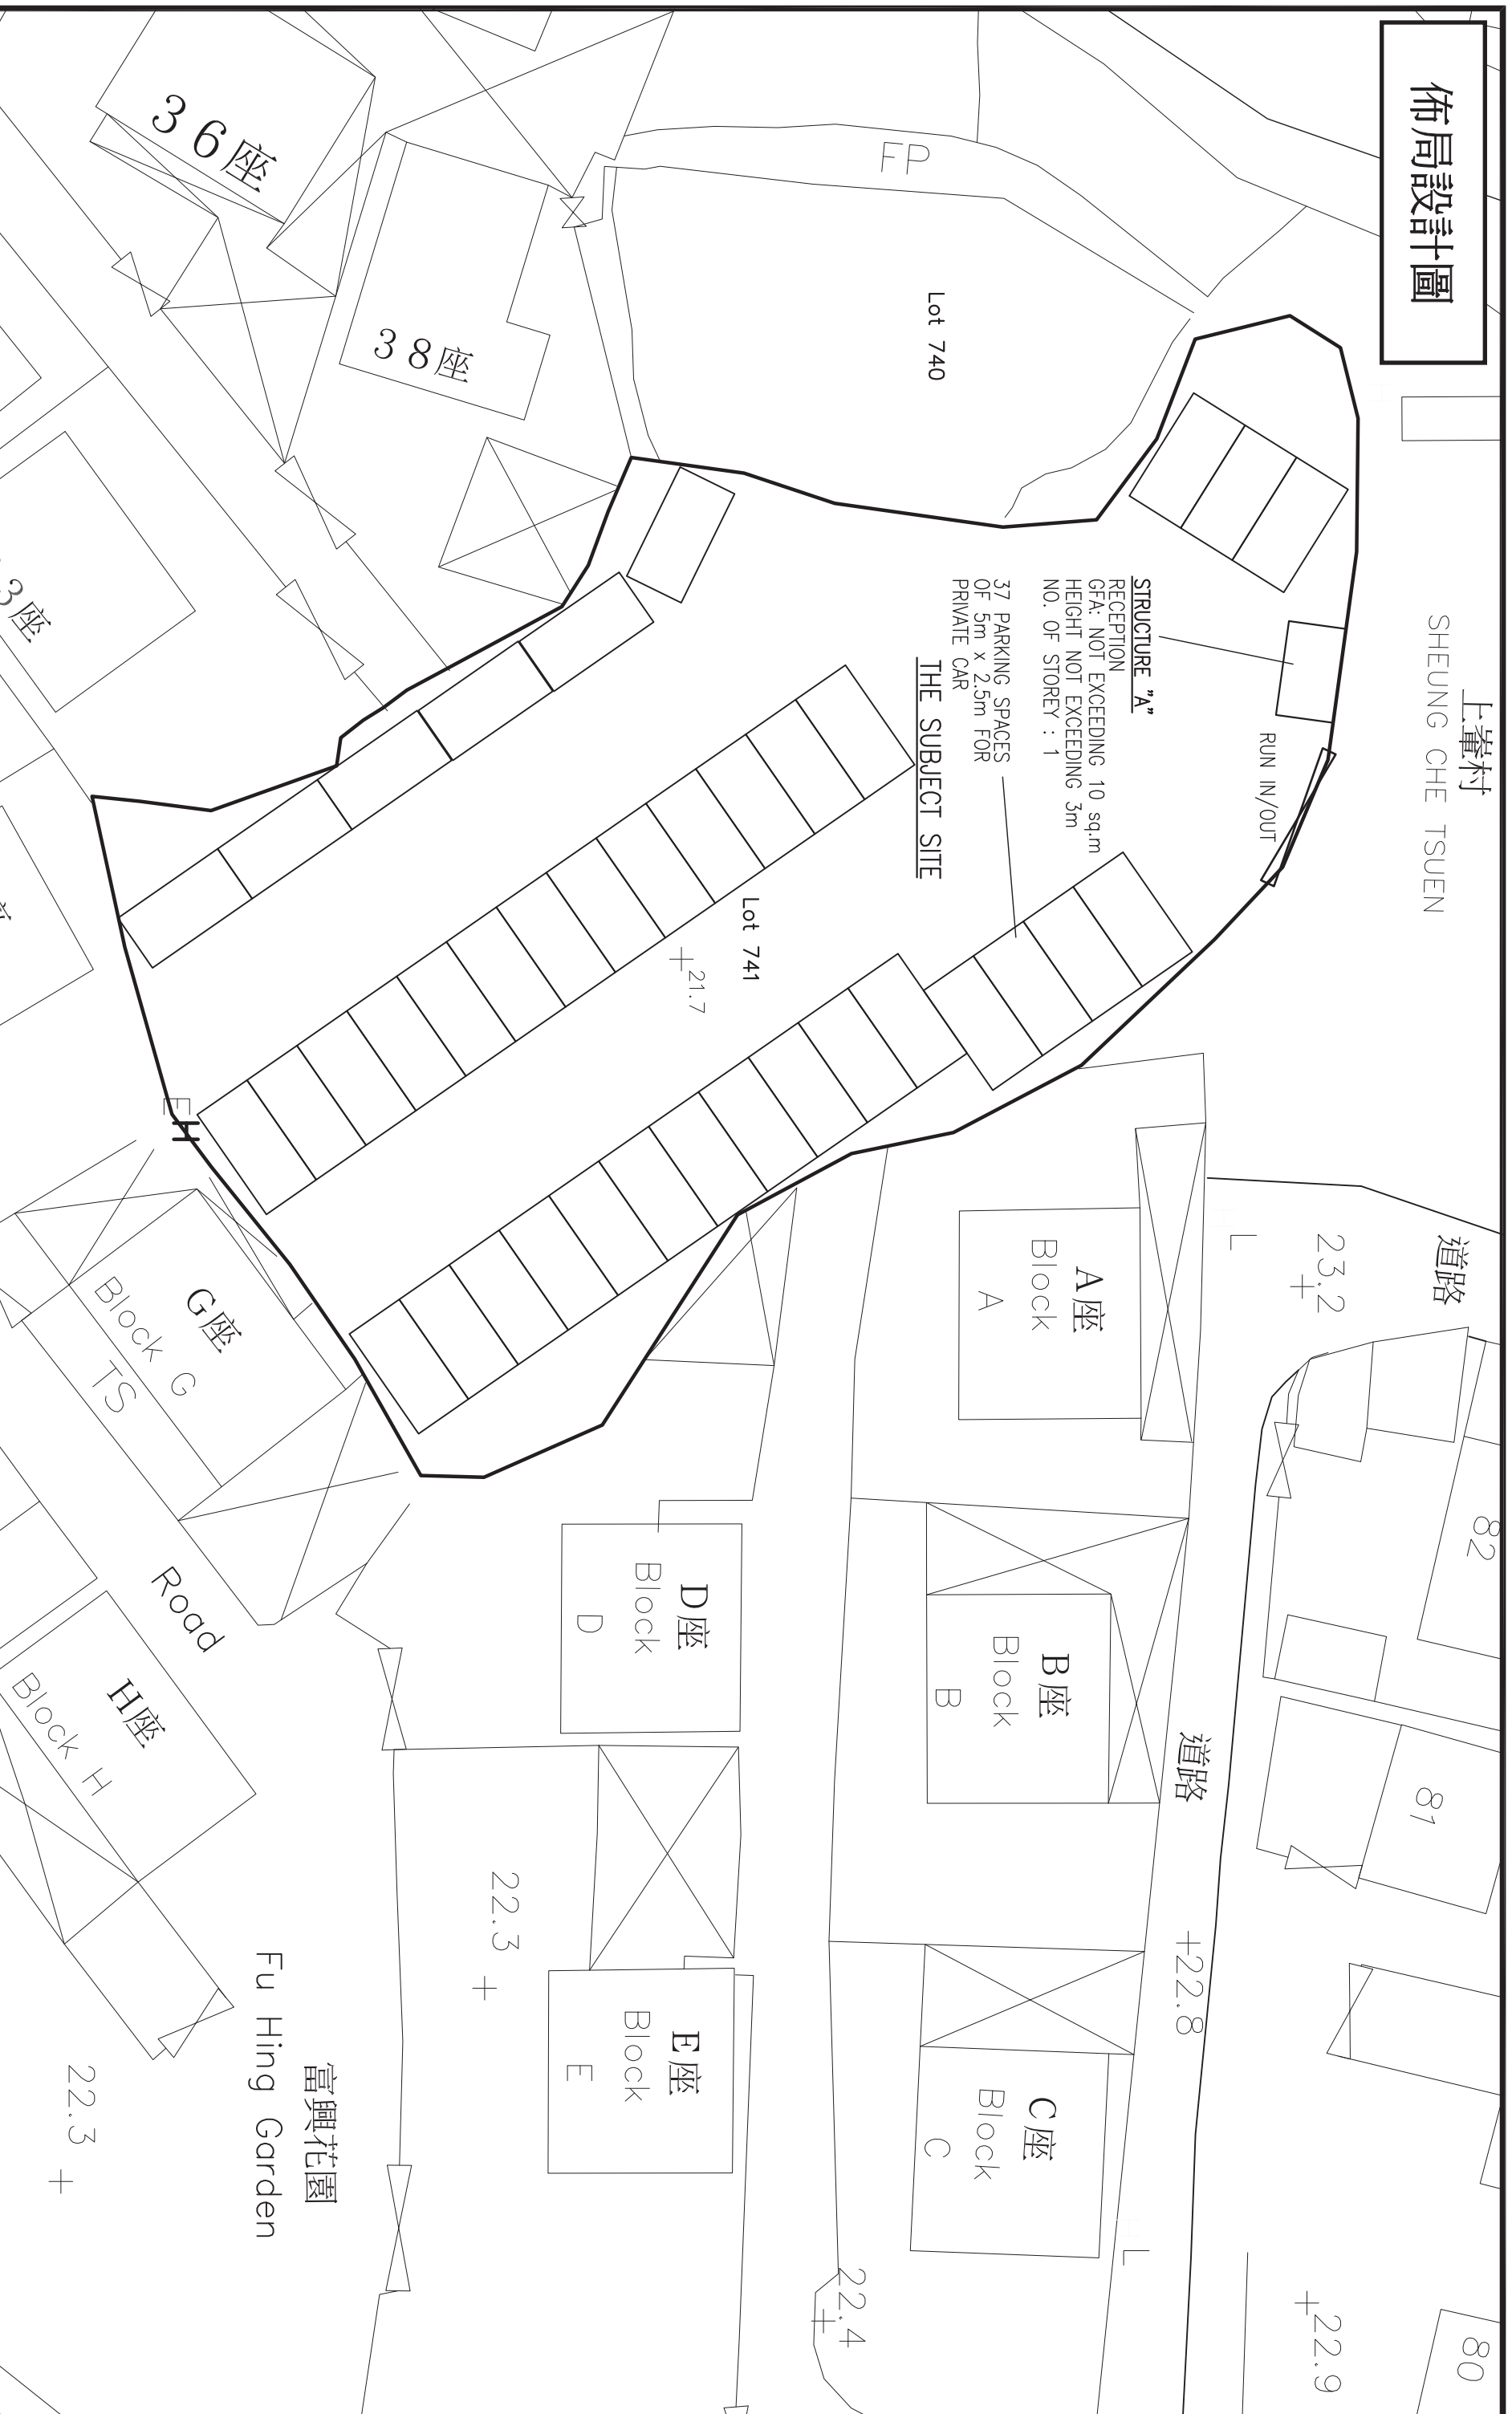 佈局設計圖
上輋村
SHEUNG CHE TSUEN
道路
82
81
80
23.2
22.9
RUN IN/OUT
L
道路
+22.8
L
STRUCTURE "A"
RECEPTION
GFA: NOT EXCEEDING 10 sq.m
HEIGHT NOT EXCEEDING 3m
NO. OF STOREY : 1
37 PARKING SPACES
OF 5m x 2.5m FOR
PRIVATE CAR
THE SUBJECT SITE
FP
Lot 740
Lot 741
21.7
A座
Block
A
B座
Block
B
C座
Block
C
22.4
D座
Block
D
E座
Block
E
22.3
36座
38座
3座
座
E
G座
Block G
TS
Road
H座
Block H
富興花園
Fu Hing Garden
22.3